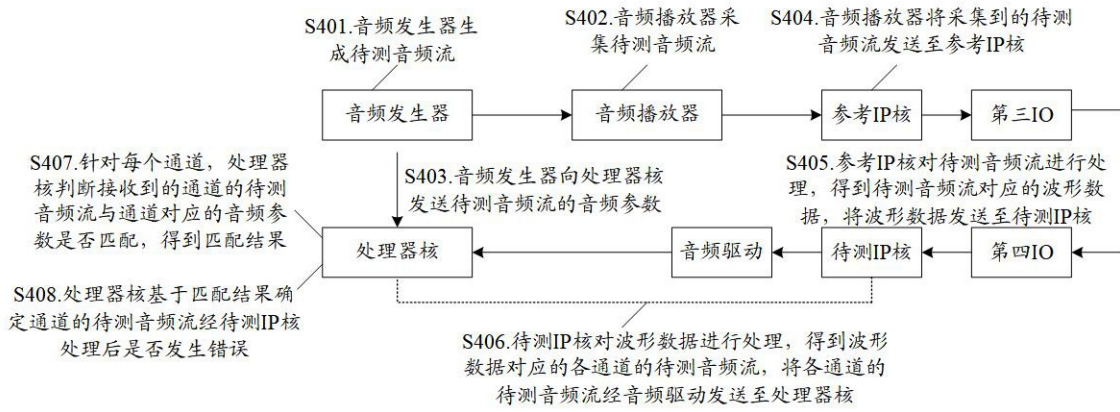 S401.音频发生器生
成待测音频流
S402.音频播放器采
集待测音频流
S404.音频播放器将采集到的待测
音频流发送至参考IP核
音频发生器
音频播放器
参考IP核
第三IO
S407.针对每个通道，处理器
核判断接收到的通道的待测
音频流与通道对应的音频参
数是否匹配，得到匹配结果
S403.音频发生器向处理器核
发送待测音频流的音频参数
S405.参考IP核对待测音频流进行处
理，得到待测音频流对应的波形数
据，将波形数据发送至待测IP核
处理器核
音频驱动
待测IP核
第四IO
S408.处理器核基于匹配结果确
定通道的待测音频流经待测IP核
处理后是否发生错误
S406.待测IP核对波形数据进行处理，得到波形
数据对应的各通道的待测音频流，将各通道的
待测音频流经音频驱动发送至处理器核